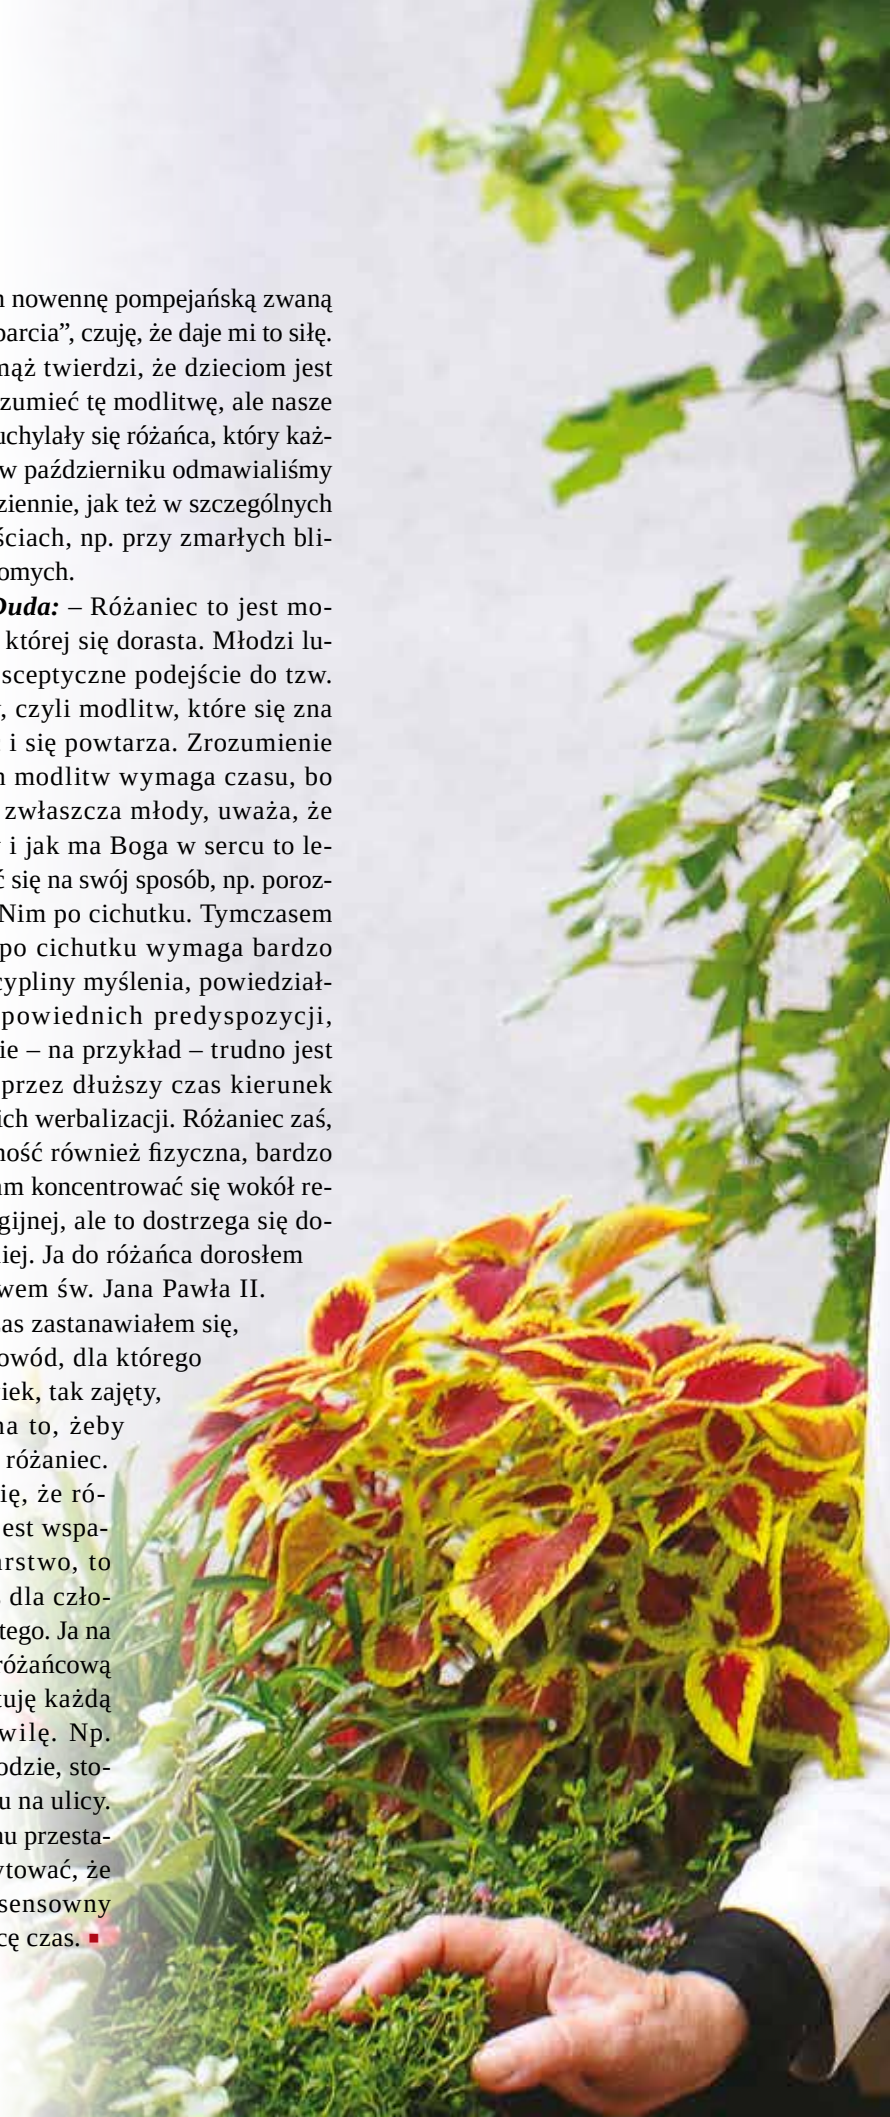 nowennę pompejańską zwaną
parcia”, czuję, że daje mi to siłę.
mąż twierdzi, że dzieciom jest
zumieć tę modlitwę, ale nasze
uchylały się różańca, który każ-
w październiku odmawialiśmy
ziennie, jak też w szczególnych
ściach, np. przy zmarłych bli-
omych.
Duda: – Różaniec to jest mo-
której się dorasta. Młodzi lu-
sceptyczne podejście do tzw.
, czyli modlitw, które się zna
i się powtarza. Zrozumienie
modlitw wymaga czasu, bo
zwłaszcza młody, uważa, że
i jak ma Boga w sercu to le-
ć się na swój sposób, np. poroz-
Nim po cichutku. Tymczasem
po cichutku wymaga bardzo
cypliny myślenia, powiedział-
powiednich predyspozycji,
ie – na przykład – trudno jest
przez dłuższy czas kierunek
ich werbalizacji. Różaniec zaś,
ność również fizyczna, bardzo
am koncentrować się wokół re-
gijnej, ale to dostrzega się do-
iej. Ja do różańca dorosłem
wem św. Jana Pawła II.
as zastanawiałem się,
owód, dla którego
iek, tak zajęty,
na to, żeby
różaniec.
ię, że ró-
est wspa-
arstwo, to
dla czło-
tego. Ja na
różańcową
tuję każdą
wilę. Np.
odzie, sto-
u na ulicy.
nu przesta-
ytować, że
sensowny
cę czas. ■